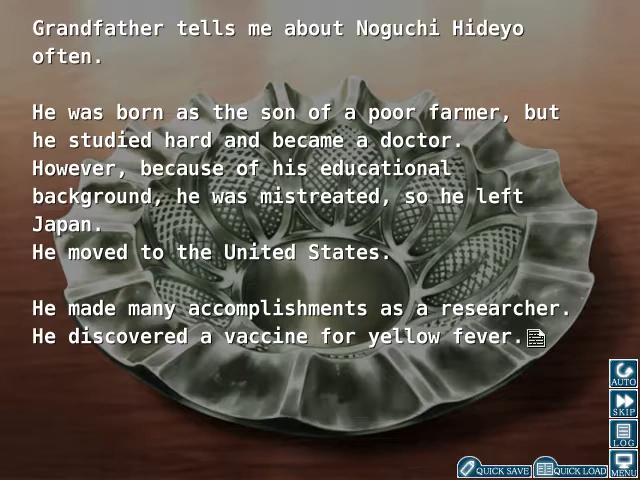 Grandfather tells me about Noguchi Hideyo
often.
He was born as the son of a poor farmer, but
he studied hard and became a doctor.
However, because of his educational
background, he was mistreated, so he left
Japan.
He moved to the United States.
He made many accomplishments as a researcher.
He discovered a vaccine for yellow fever.
AUTO
SKIP
LOG
MENU
QUICK SAVE
QUICK LOAD